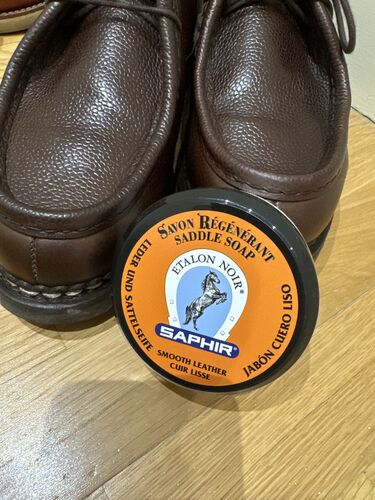 SAVON RÉGÉNÉRANT
SADDLE SOAP
ETALON NOIR®
LEDER UND SATTELSEIFE
SAPHIR®
JABÓN CUERO LISO
SMOOTH LEATHER
CUIR LISSE